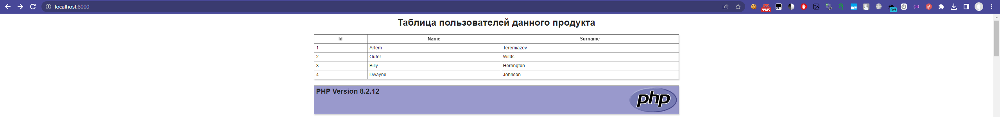 localhost:8000
9945
Off
Таблица пользователей данного продукта
Id Name Surname
1 Artem Teremiazev
2 Outer Wilds
3 Billy Herrington
4 Dwayne Johnson
PHP Version 8.2.12
php